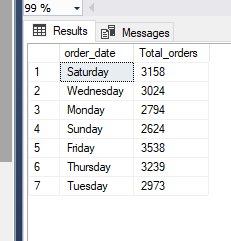 99 %
Results Messages
order_date Total_orders
1 Saturday 3158
2 Wednesday 3024
3 Monday 2794
4 Sunday 2624
5 Friday 3538
6 Thursday 3239
7 Tuesday 2973